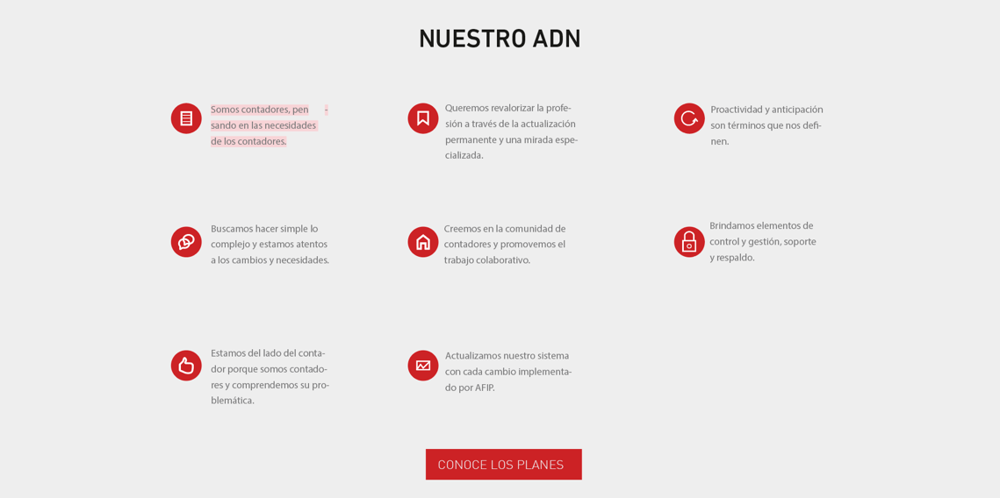 NUESTRO ADN
Somos contadores, pen -
sando en las necesidades
de los contadores.
Queremos revalorizar la profe-
sión a través de la actualización
permanente y una mirada espe-
cializada.
Proactividad y anticipación
son términos que nos defi-
nen.
Buscamos hacer simple lo
complejo y estamos atentos
a los cambios y necesidades.
Creemos en la comunidad de
contadores y promovemos el
trabajo colaborativo.
Brindamos elementos de
control y gestión, soporte
y respaldo.
Estamos del lado del conta-
dor porque somos contado-
res y comprendemos su pro-
blemática.
Actualizamos nuestro sistema
con cada cambio implementa-
do por AFIP.
CONOCE LOS PLANES